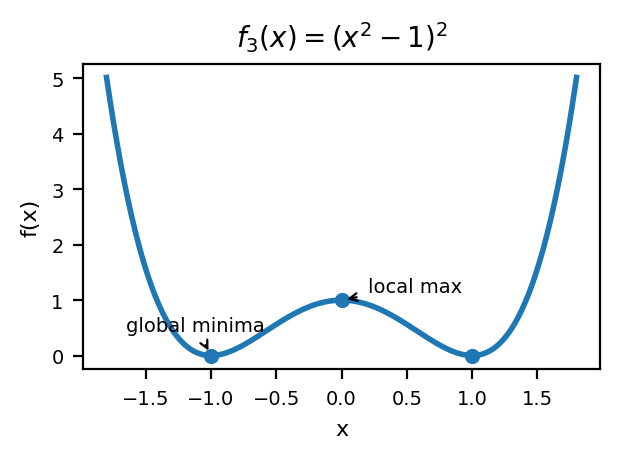 f₃(x) = (x² − 1)²
f(x)
5
4
3
2
1
0
local max
global minima
−1.5 −1.0 −0.5 0.0 0.5 1.0 1.5
x